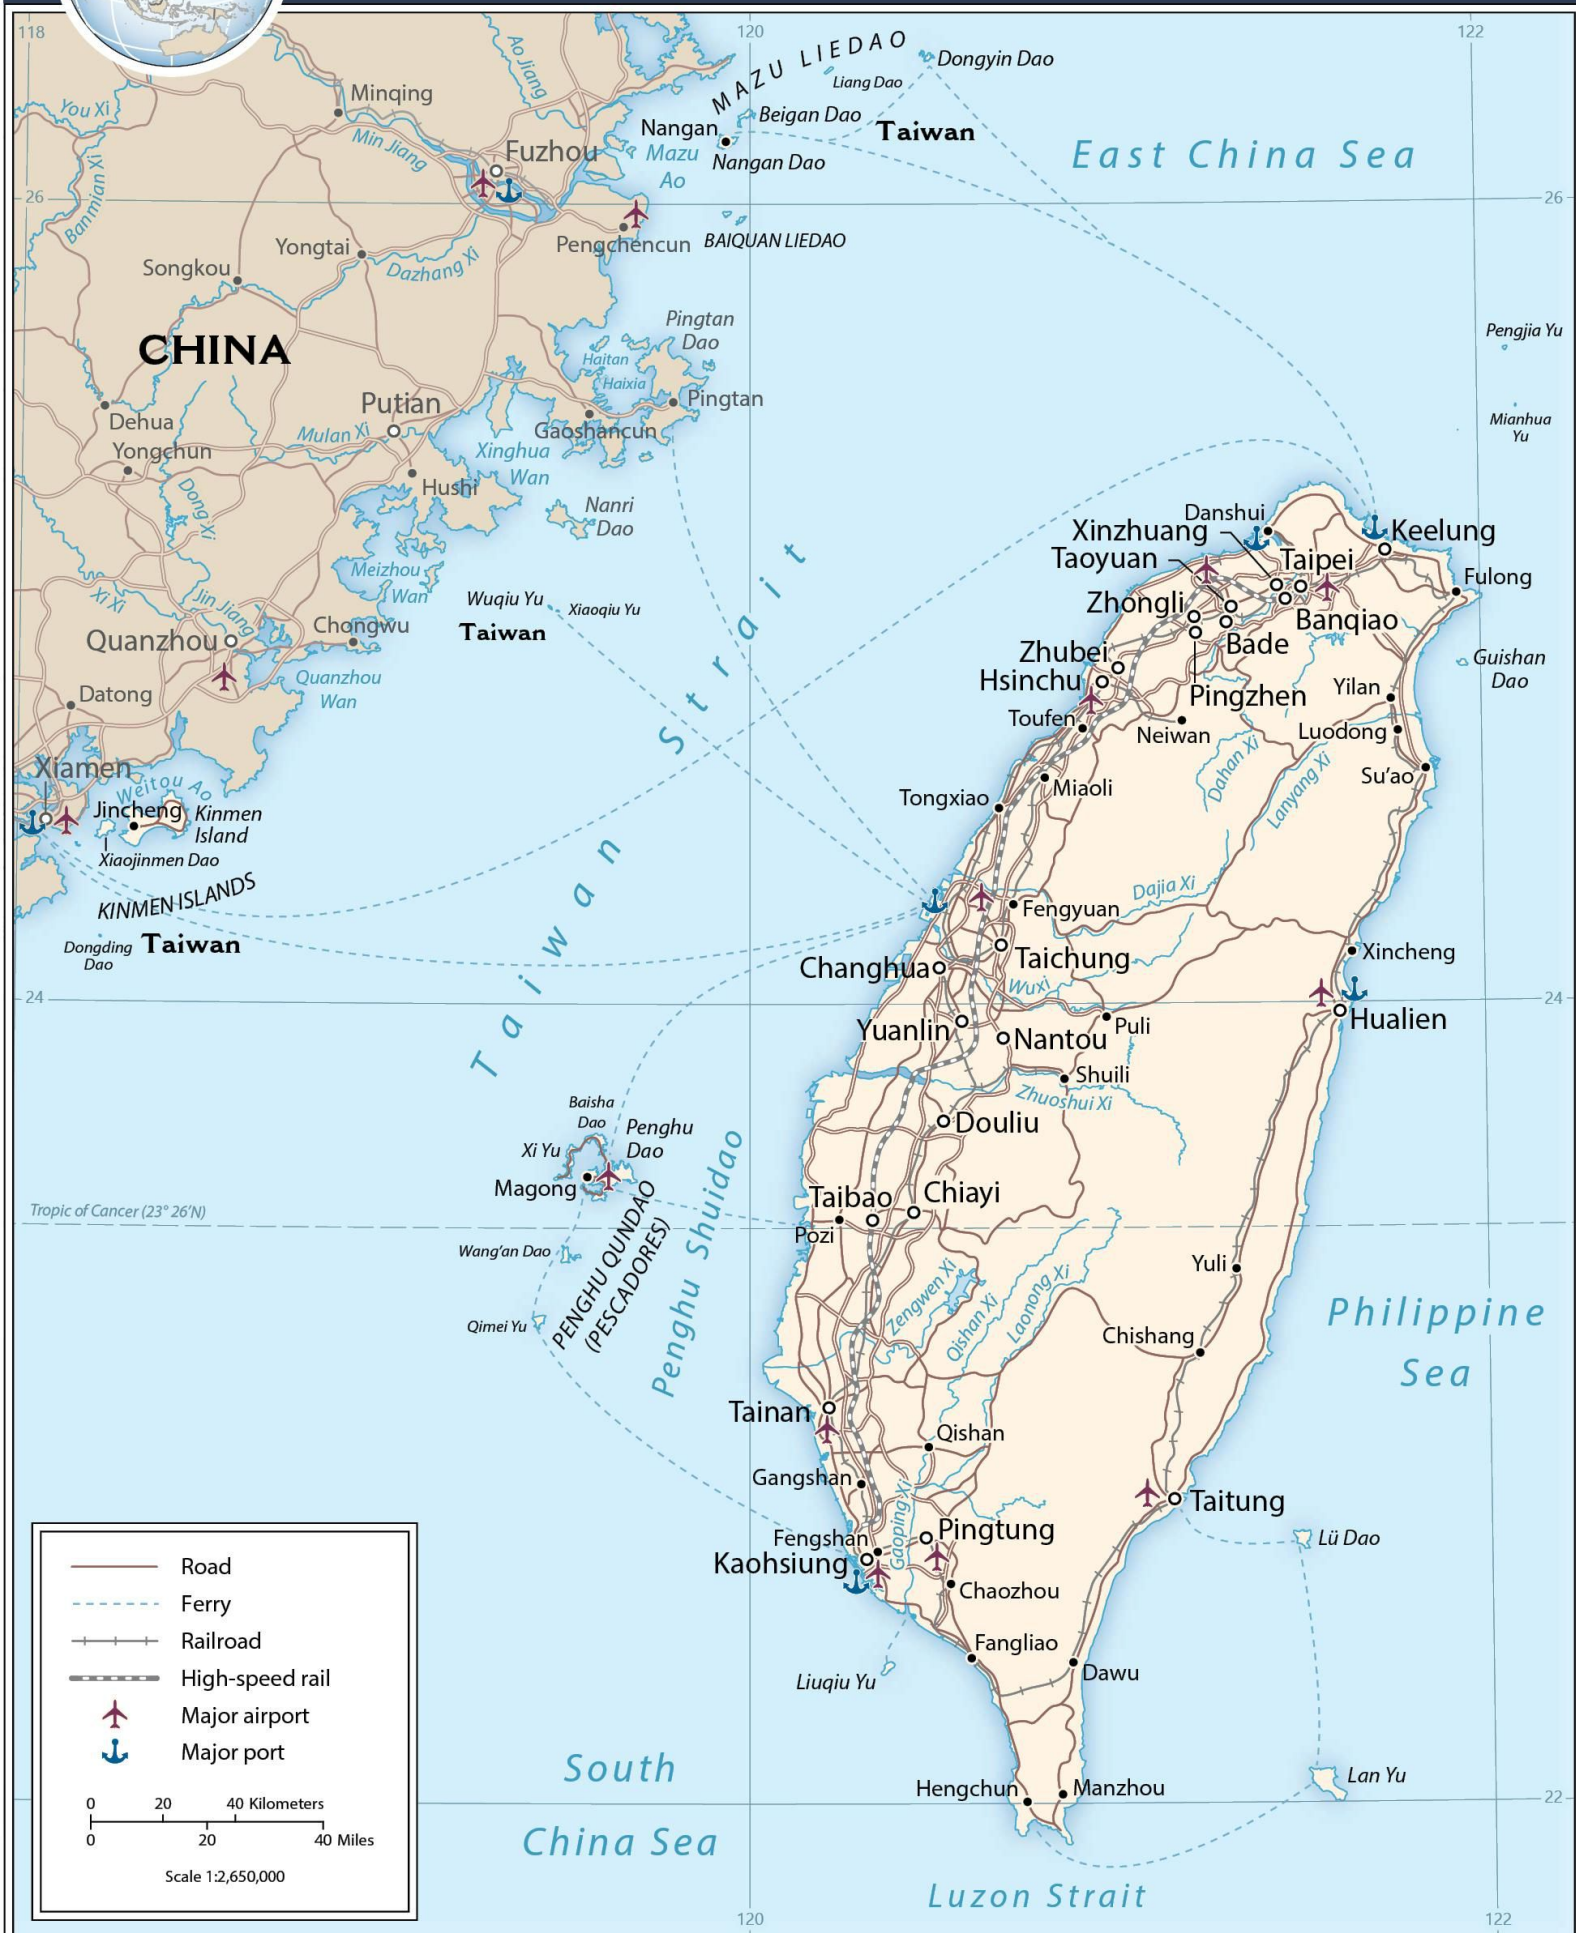 118
120
122
MAZU LIEDAO
Dongyin Dao
Liang Dao
Ao Jiang
Minqing
You Xi
Beigan Dao
Nangan
Taiwan
Min Jiang
Fuzhou
Mazu
Ao
Nangan Dao
East China Sea
Banmian Xi
26
26
Pengchencun
BAIQUAN LIEDAO
Yongtai
Dazhang Xi
Songkou
Pingtan
Dao
Pengjia Yu
CHINA
Haitan
Haixia
Pingtan
Putian
Dehua
Mianhua
Yu
Gaoshancun
Mulan Xi
Yongchun
Xinghua
Wan
Hushi
Dong Xi
Nanri
Dao
Danshui
Xinzhuang
Keelung
Taoyuan
Taipei
Meizhou
Wan
Fulong
Xi Xi
Jin Jiang
Wuqiu Yu
Xiaoqiu Yu
Zhongli
Banqiao
Taiwan
Chongwu
Quanzhou
Bade
Zhubei
Guishan
Dao
Quanzhou
Wan
Hsinchu
Datong
Pingzhen
Yilan
Toufen
Neiwan
Luodong
Taiwan Strait
Xiamen
Weitou Ao
Dahan Xi
Lanyang Xi
Su'ao
Miaoli
Tongxiao
Jincheng
Kinmen
Island
Xiaojinmen Dao
KINMEN ISLANDS
Dajia Xi
Fengyuan
Dongding
Dao
Taiwan
Xincheng
Taichung
Changhua
Wuxi
24
24
Hualien
Yuanlin
Puli
Nantou
Shuili
Zhuoshui Xi
Baisha
Dao
Penghu
Dao
Douliu
Xi Yu
Magong
Penghu Shuidao
Taibao
Chiayi
Tropic of Cancer (23° 26'N)
Pozi
Wang'an Dao
PENGHU QUNDAO
(PESCADORES)
Yuli
Zengwen Xi
Qishan Xi
Laonong Xi
Qimei Yu
Philippine
Sea
Chishang
Tainan
Qishan
Gangshan
Gaoping Xi
Taitung
Pingtung
Fengshan
Kaohsiung
Lü Dao
Chaozhou
Fangliao
Liuqiu Yu
Dawu
South
China Sea
Lan Yu
Hengchun
Manzhou
22
Luzon Strait
120
122
Road
Ferry
Railroad
High-speed rail
Major airport
Major port
0 20 40 Kilometers
0 20 40 Miles
Scale 1:2,650,000